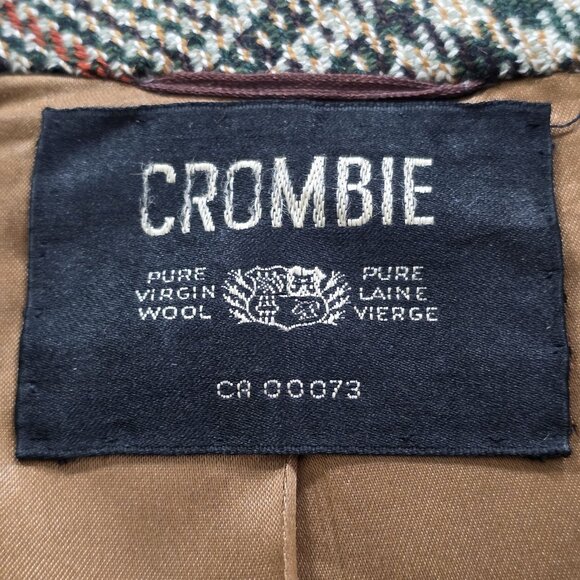 CROMBIE
PURE
VIRGIN
WOOL
PURE
LAINE
VIERGE
CA 00073